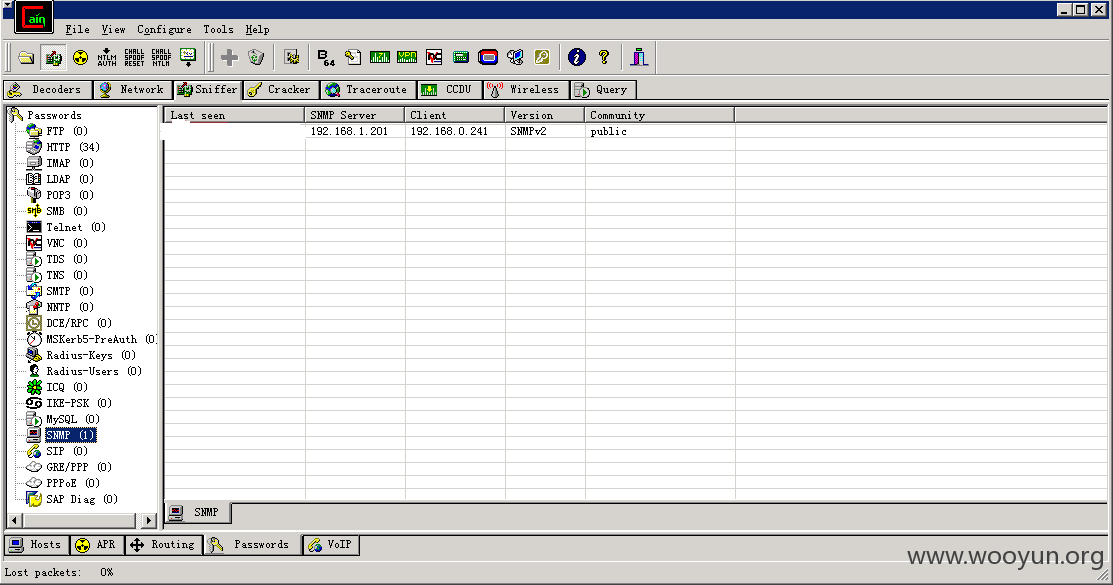 Cain
File View Configure Tools Help
NTLM AUTH CHALL SPOOF RESET CHALL SPOOF NTLM B64 VPN
Decoders Network Sniffer Cracker Traceroute CCDU Wireless Query
Passwords
FTP (0)
HTTP (34)
IMAP (0)
LDAP (0)
POP3 (0)
SMB (0)
Telnet (0)
VNC (0)
TDS (0)
TNS (0)
SMTP (0)
NNTP (0)
DCE/RPC (0)
MSKerb5-PreAuth (0)
Radius-Keys (0)
Radius-Users (0)
ICQ (0)
IKE-PSK (0)
MySQL (0)
SNMP (1)
SIP (0)
GRE/PPP (0)
PPPoE (0)
SAP Diag (0)
Last seen SNMP Server Client Version Community
192.168.1.201 192.168.0.241 SNMPv2 public
SNMP
Hosts APR Routing Passwords VoIP
Lost packets: 0%
www.wooyun.org